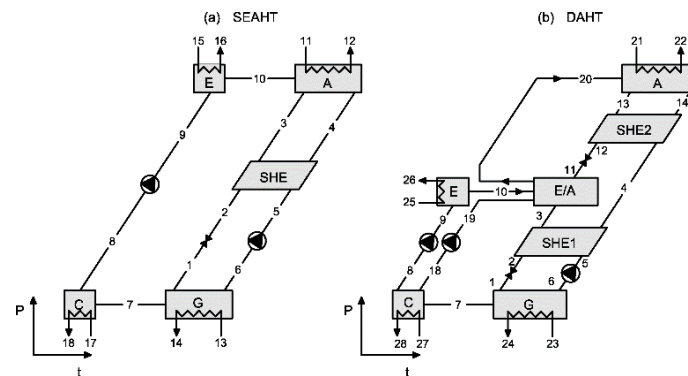 (a) SEAHT
(b) DAHT
15 16 11 12
21 22
E 10 A
20 A
9 3 4
13 14
SHE2
12
26 E 10 11 E/A
25
SHE
9 19 3 4
8 2 5
SHE1
8 18 2 5
1 6
1 6
C 7 G
C 7 G
P
P
18 17 14 13
28 27 24 23
t
t